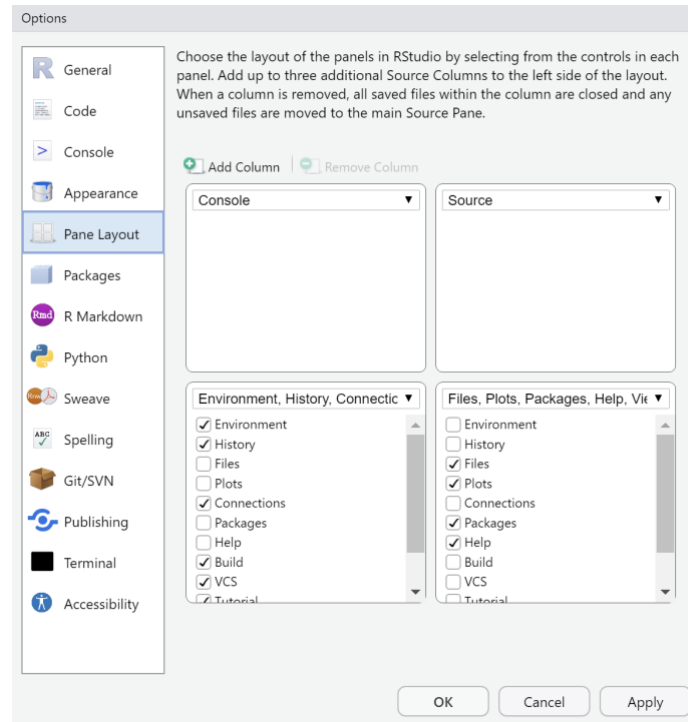 Options
General
Code
Console
Appearance
Pane Layout
Packages
R Markdown
Python
Sweave
Spelling
Git/SVN
Publishing
Terminal
Accessibility
Choose the layout of the panels in RStudio by selecting from the controls in each
panel. Add up to three additional Source Columns to the left side of the layout.
When a column is removed, all saved files within the column are closed and any
unsaved files are moved to the main Source Pane.
Add Column Remove Column
Console
Source
Environment, History, Connectic
Environment
History
Files
Plots
Connections
Packages
Help
Build
VCS
Tutorial
Files, Plots, Packages, Help, Vie
Environment
History
Files
Plots
Connections
Packages
Help
Build
VCS
Tutorial
OK Cancel Apply